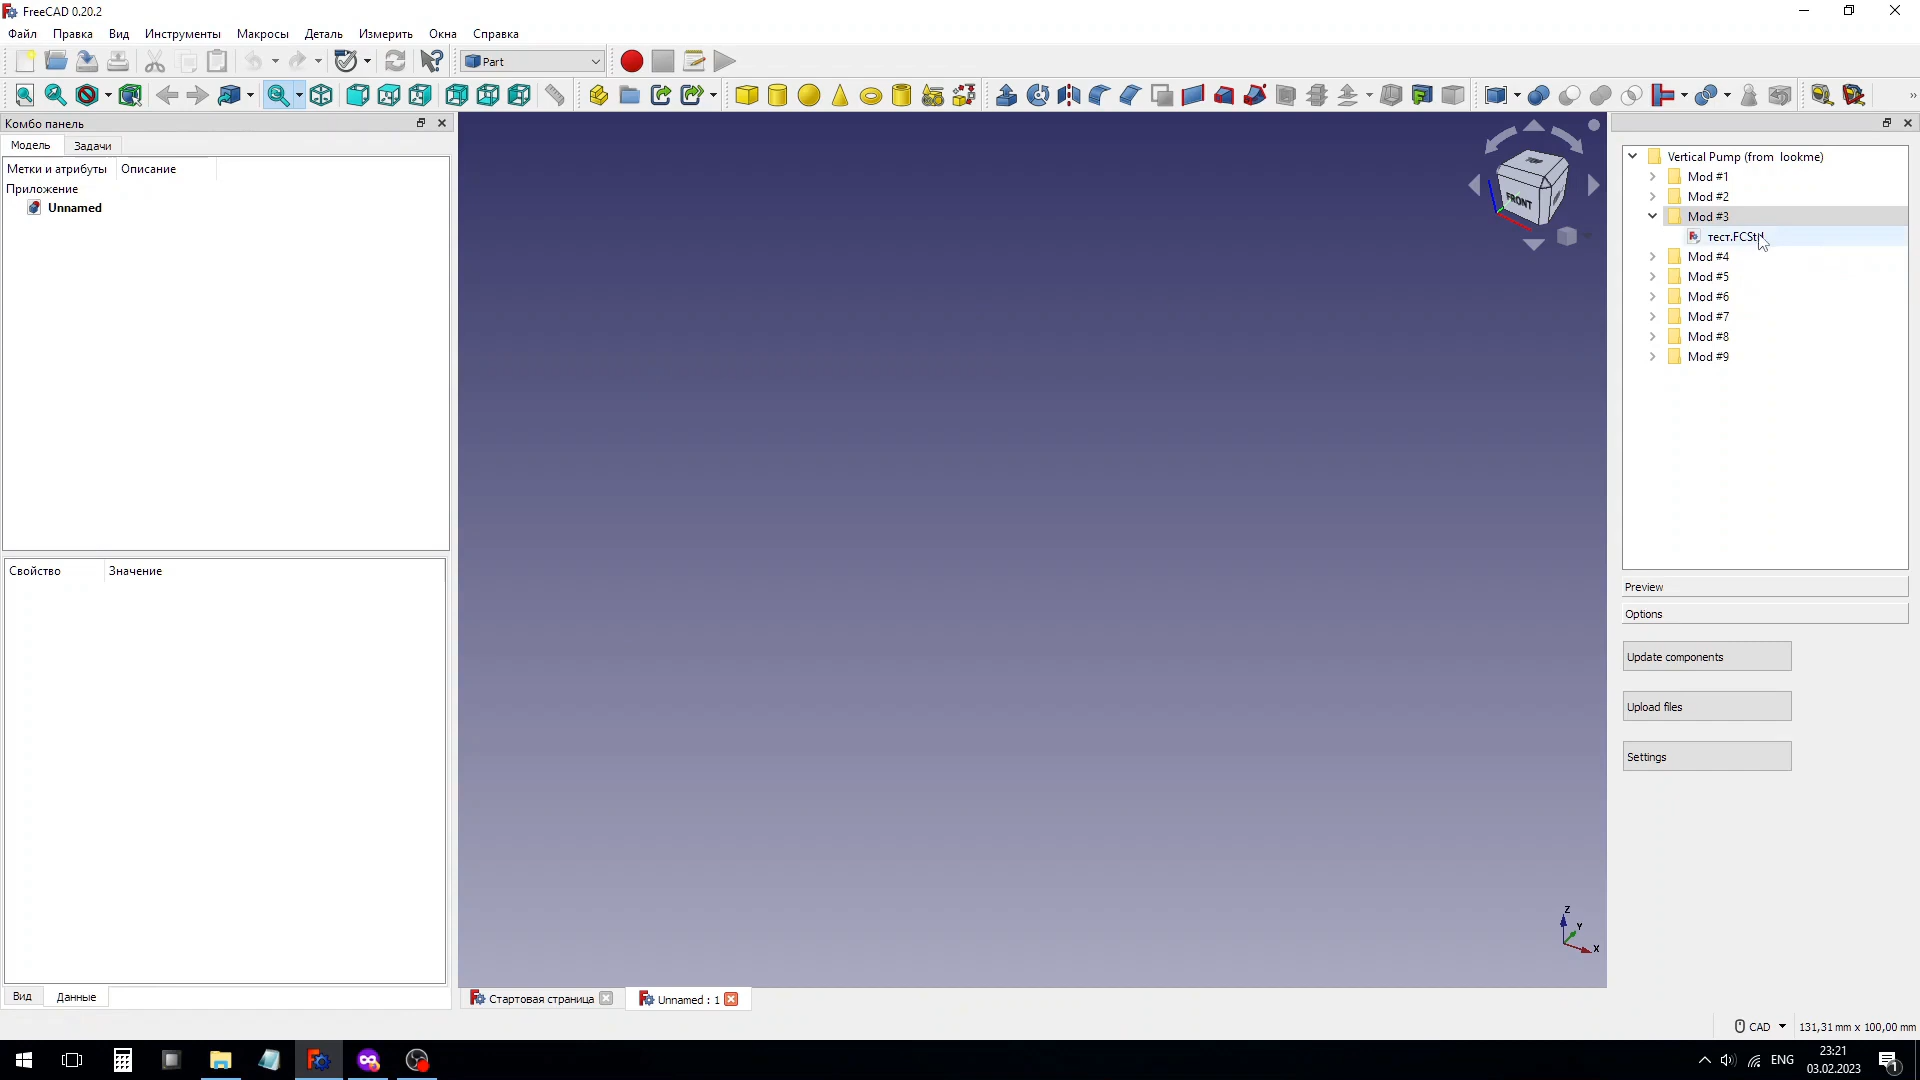 FreeCAD 0.20.2
Файл Правка Вид Инструменты Макросы Деталь Измерить Окна Справка
Part
Комбо панель
Модель Задачи
Метки и атрибуты Описание
Приложение
Unnamed
Свойство Значение
Вид Данные
TOP
FRONT
Z
Y
X
Стартовая страница Unnamed : 1
Vertical Pump (from lookme)
Mod #1
Mod #2
Mod #3
тест.FCStd
Mod #4
Mod #5
Mod #6
Mod #7
Mod #8
Mod #9
Preview
Options
Update components
Upload files
Settings
CAD 131,31 mm x 100,00 mm
ENG 23:21
03.02.2023
1